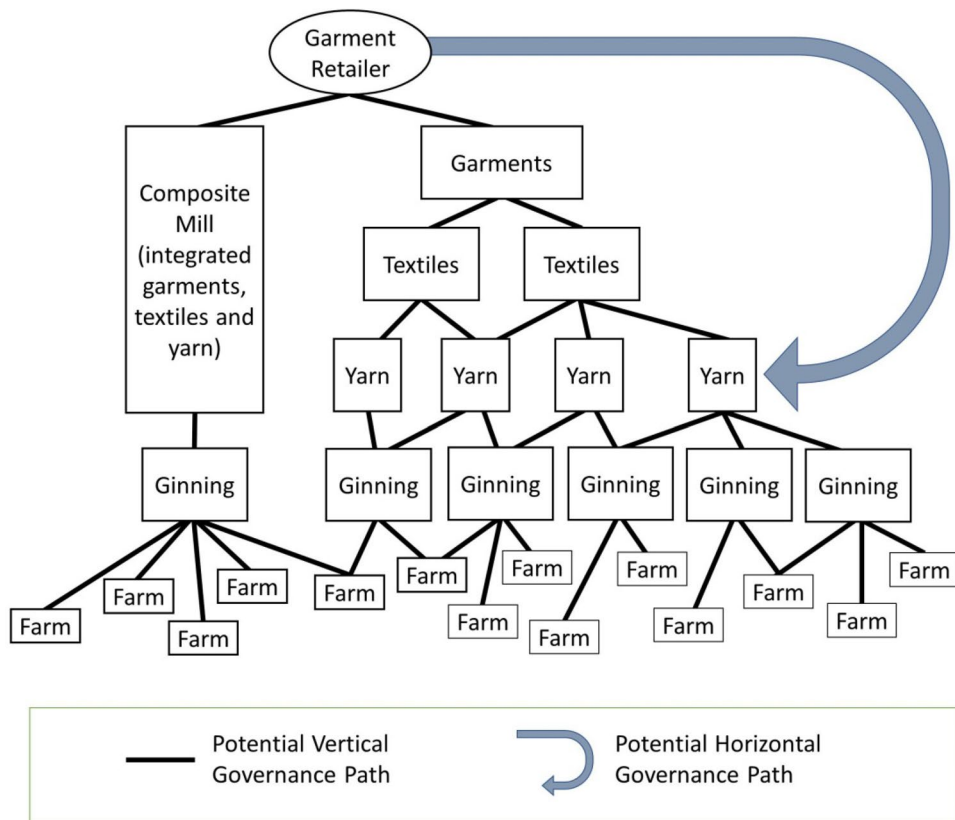 Garment
Retailer
Composite
Mill
(integrated
garments,
textiles and
yarn)
Garments
Textiles
Textiles
Yarn
Yarn
Yarn
Yarn
Ginning
Ginning
Ginning
Ginning
Ginning
Ginning
Farm
Farm
Farm
Farm
Farm
Farm
Farm
Farm
Farm
Farm
Farm
Farm
Farm
Farm
Potential Vertical
Governance Path
Potential Horizontal
Governance Path